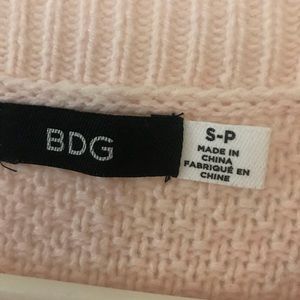 BDG
S-P
MADE IN
CHINA
FABRIQUÉ EN
CHINE